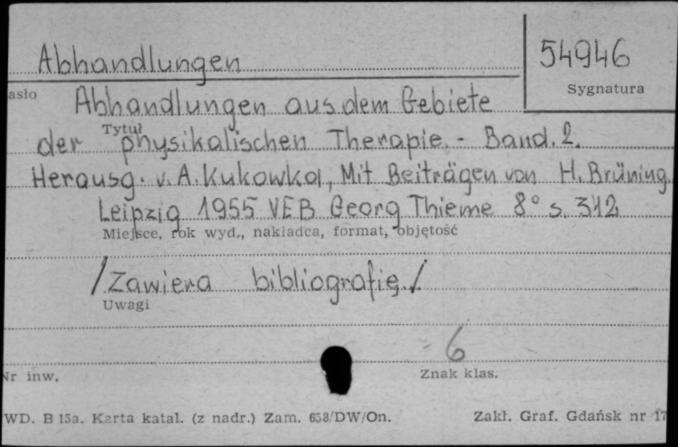 Abhandlungen
54946
asło
Sygnatura
Abhandlungen aus dem Gebiete
Tytuł
der physikalischen Therapie. - Band. 2.
Herausg. v. A. Kukowka, Mit Beiträgen von H. Brüning.
Leipzig 1955 VEB Georg Thieme 8° s. 312
Miejsce, rok wyd., nakładca, format, objętość
/Zawiera bibliografię./
Uwagi
6
Nr inw.
Znak klas.
WD. B 15a. Karta katal. (z nadr.) Zam. 658/DW/On.
Zakł. Graf. Gdańsk nr 17